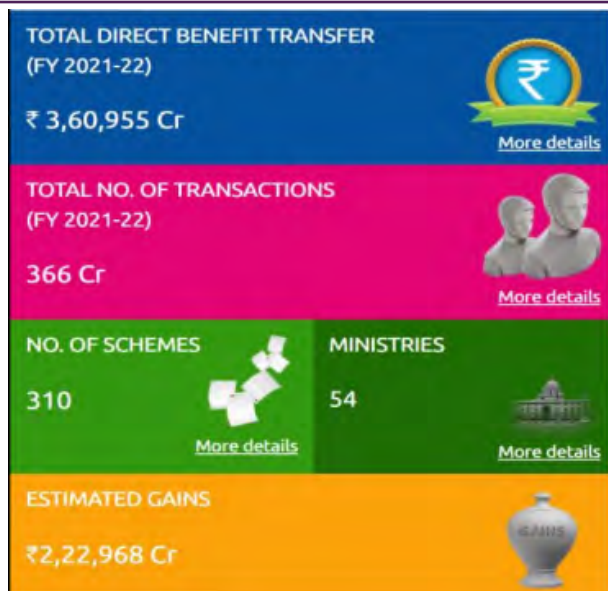 TOTAL DIRECT BENEFIT TRANSFER
(FY 2021-22)
₹ 3,60,955 Cr
More details
TOTAL NO. OF TRANSACTIONS
(FY 2021-22)
366 Cr
More details
NO. OF SCHEMES
310
More details
MINISTRIES
54
More details
ESTIMATED GAINS
₹2,22,968 Cr
GAINS